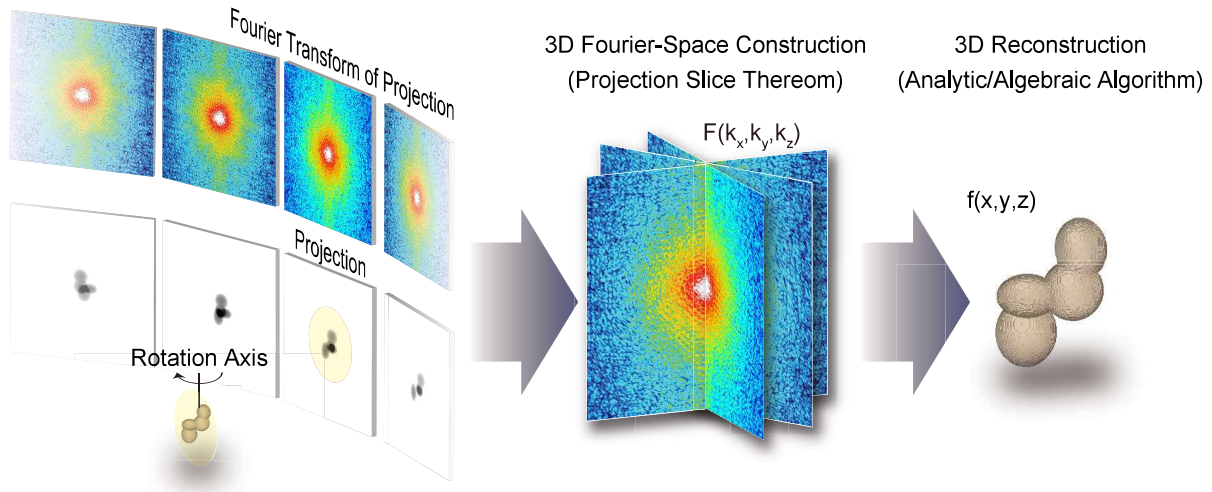 Fourier Transform of Projection
Projection
Rotation Axis
3D Fourier-Space Construction
(Projection Slice Thereom)
F(kx,ky,kz)
3D Reconstruction
(Analytic/Algebraic Algorithm)
f(x,y,z)